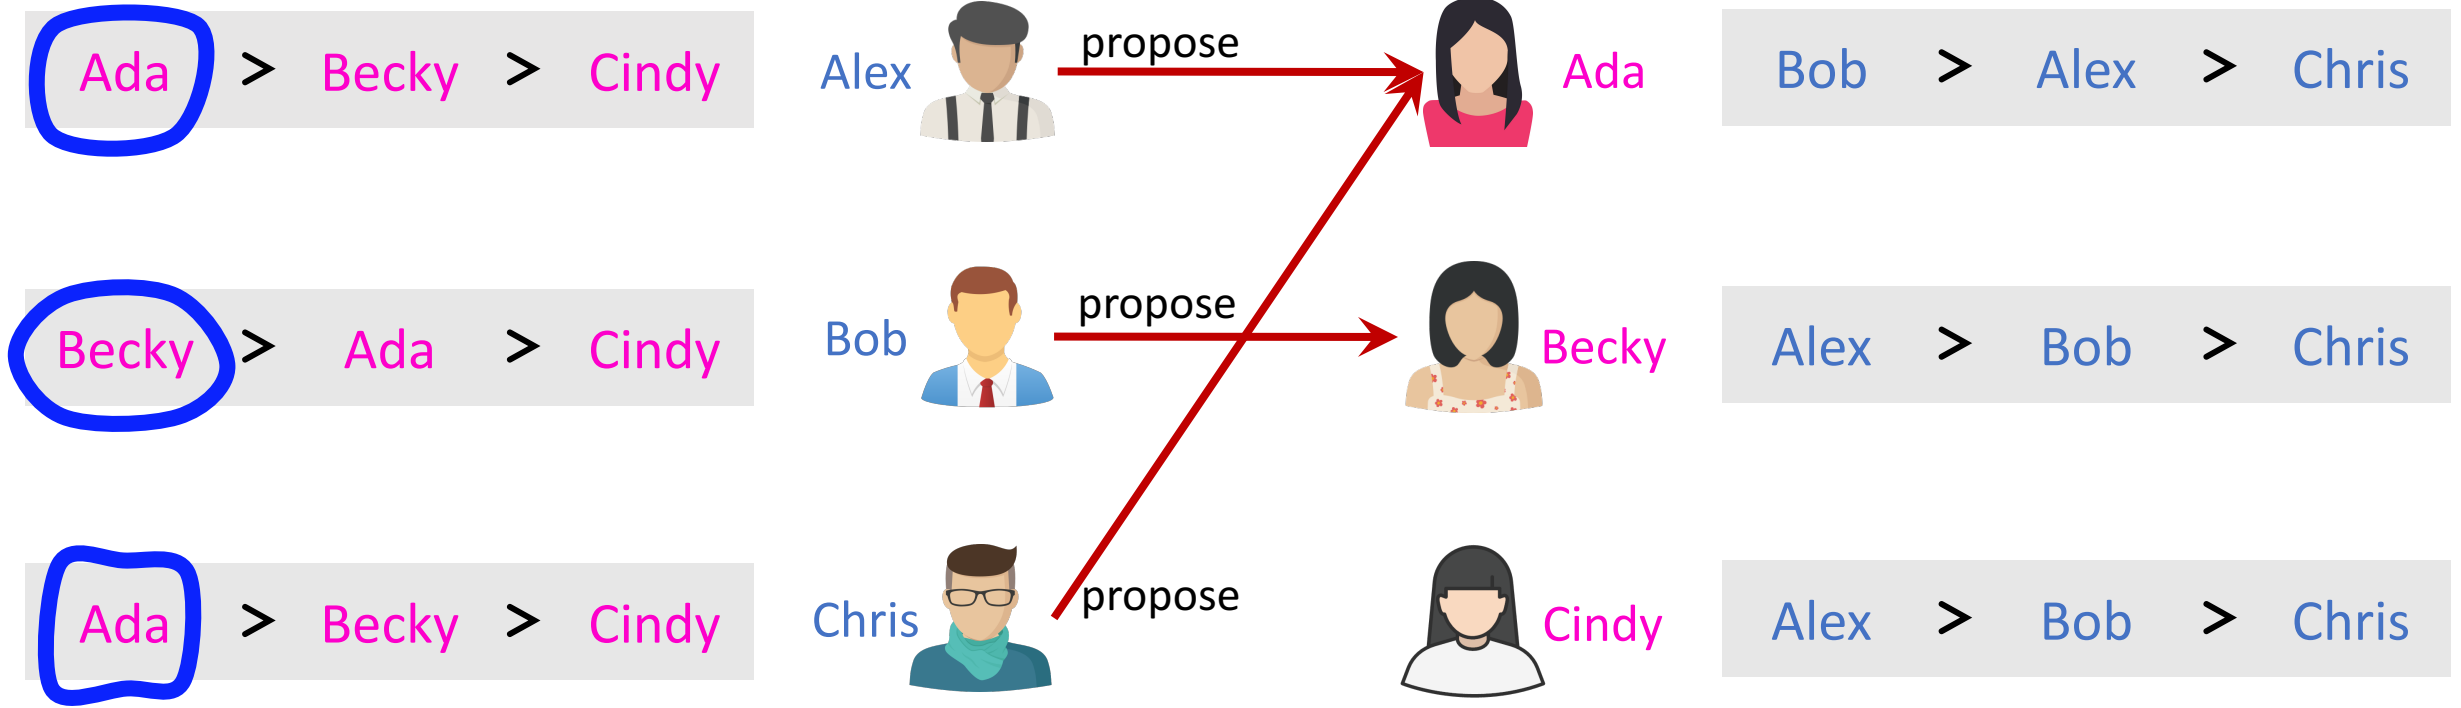 Ada > Becky > Cindy Alex propose Ada Bob > Alex > Chris
Becky > Ada > Cindy Bob propose Becky Alex > Bob > Chris
Ada > Becky > Cindy Chris propose Cindy Alex > Bob > Chris